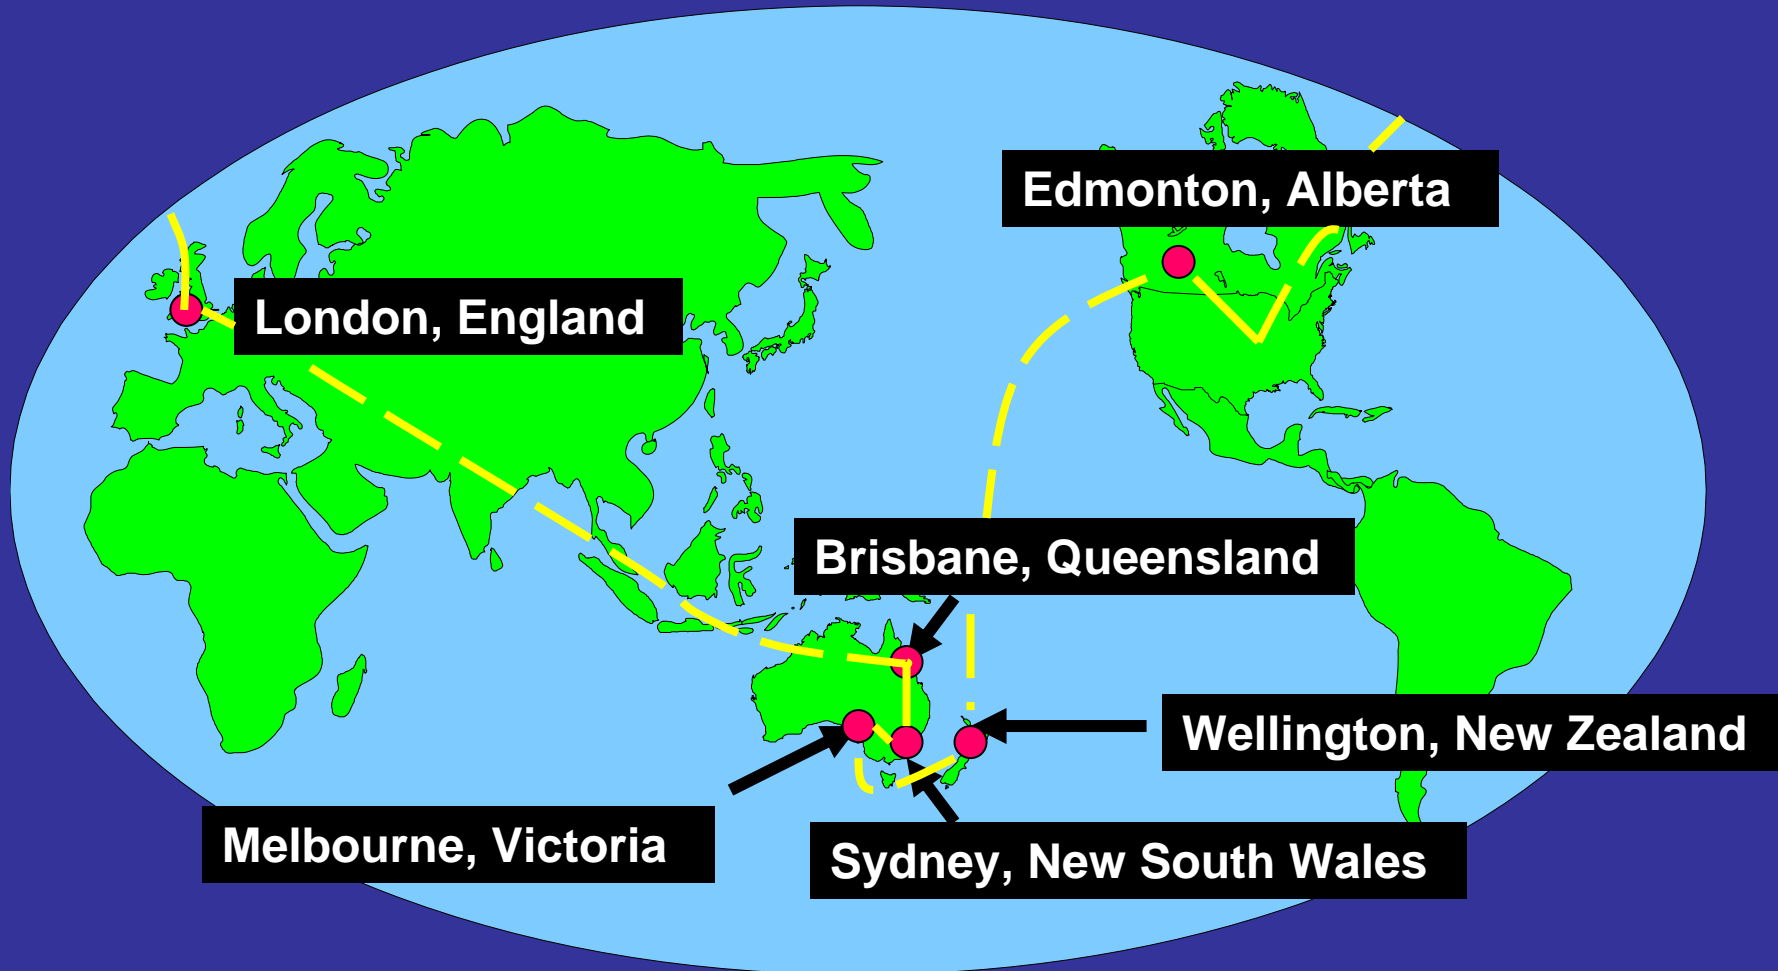 Edmonton, Alberta
London, England
Brisbane, Queensland
Wellington, New Zealand
Melbourne, Victoria
Sydney, New South Wales